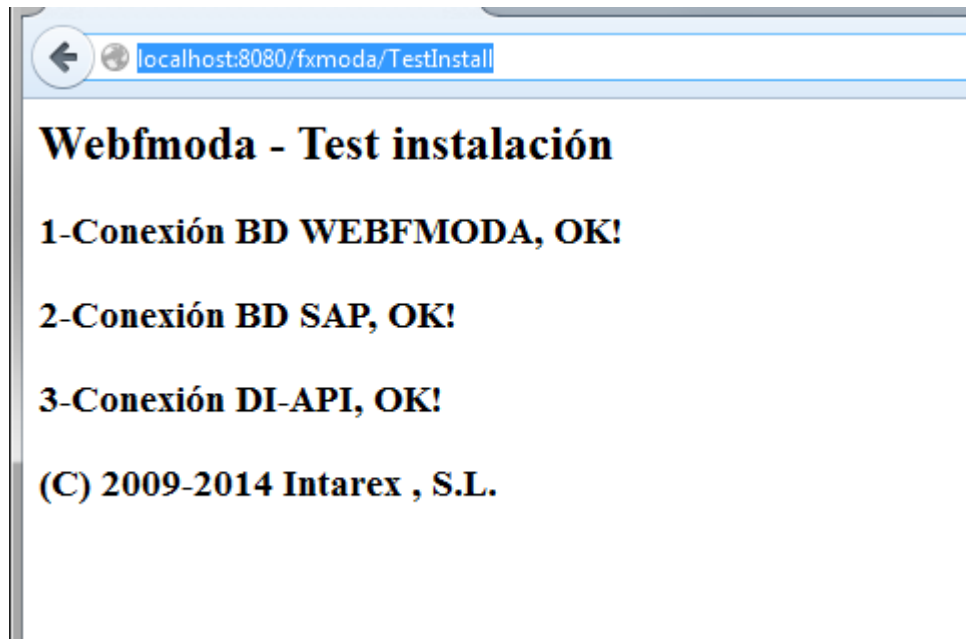 localhost:8080/fxmoda/TestInstall
Webfmoda - Test instalación
1-Conexión BD WEBFMODA, OK!
2-Conexión BD SAP, OK!
3-Conexión DI-API, OK!
(C) 2009-2014 Intarex , S.L.